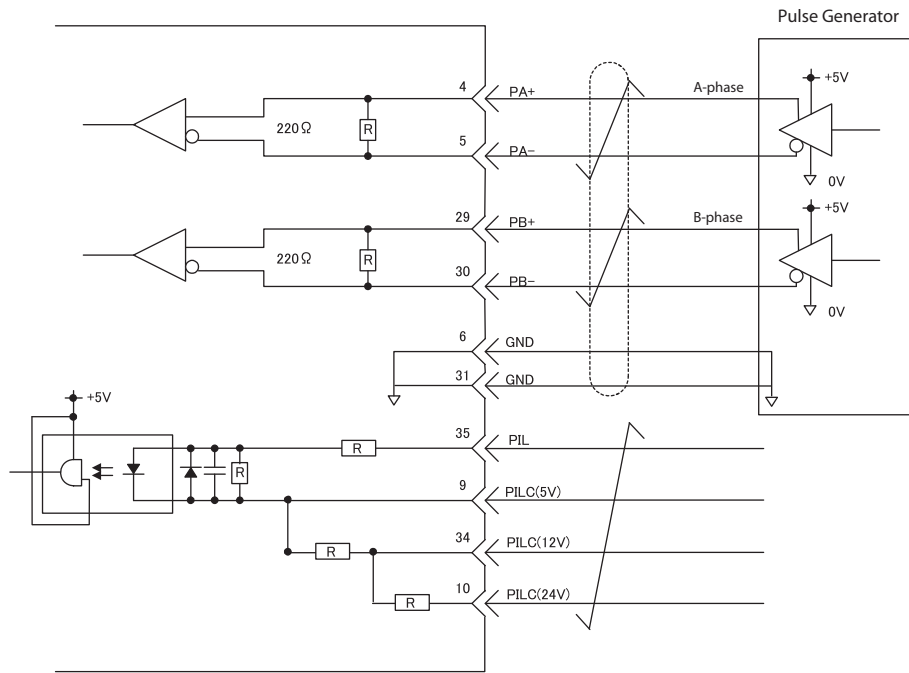 Pulse Generator
+5V
4
PA+
A-phase
220Ω
R
5
PA-
0V
29
PB+
B-phase
+5V
220Ω
R
30
PB-
0V
6
GND
31
GND
+5V
35
PIL
R
R
9
PILC(5V)
34
PILC(12V)
R
10
PILC(24V)
R